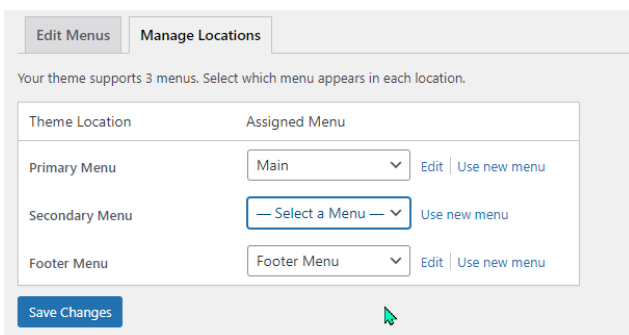 Edit Menus Manage Locations
Your theme supports 3 menus. Select which menu appears in each location.
Theme Location Assigned Menu
Primary Menu Main Edit Use new menu
Secondary Menu — Select a Menu — Use new menu
Footer Menu Footer Menu Edit Use new menu
Save Changes